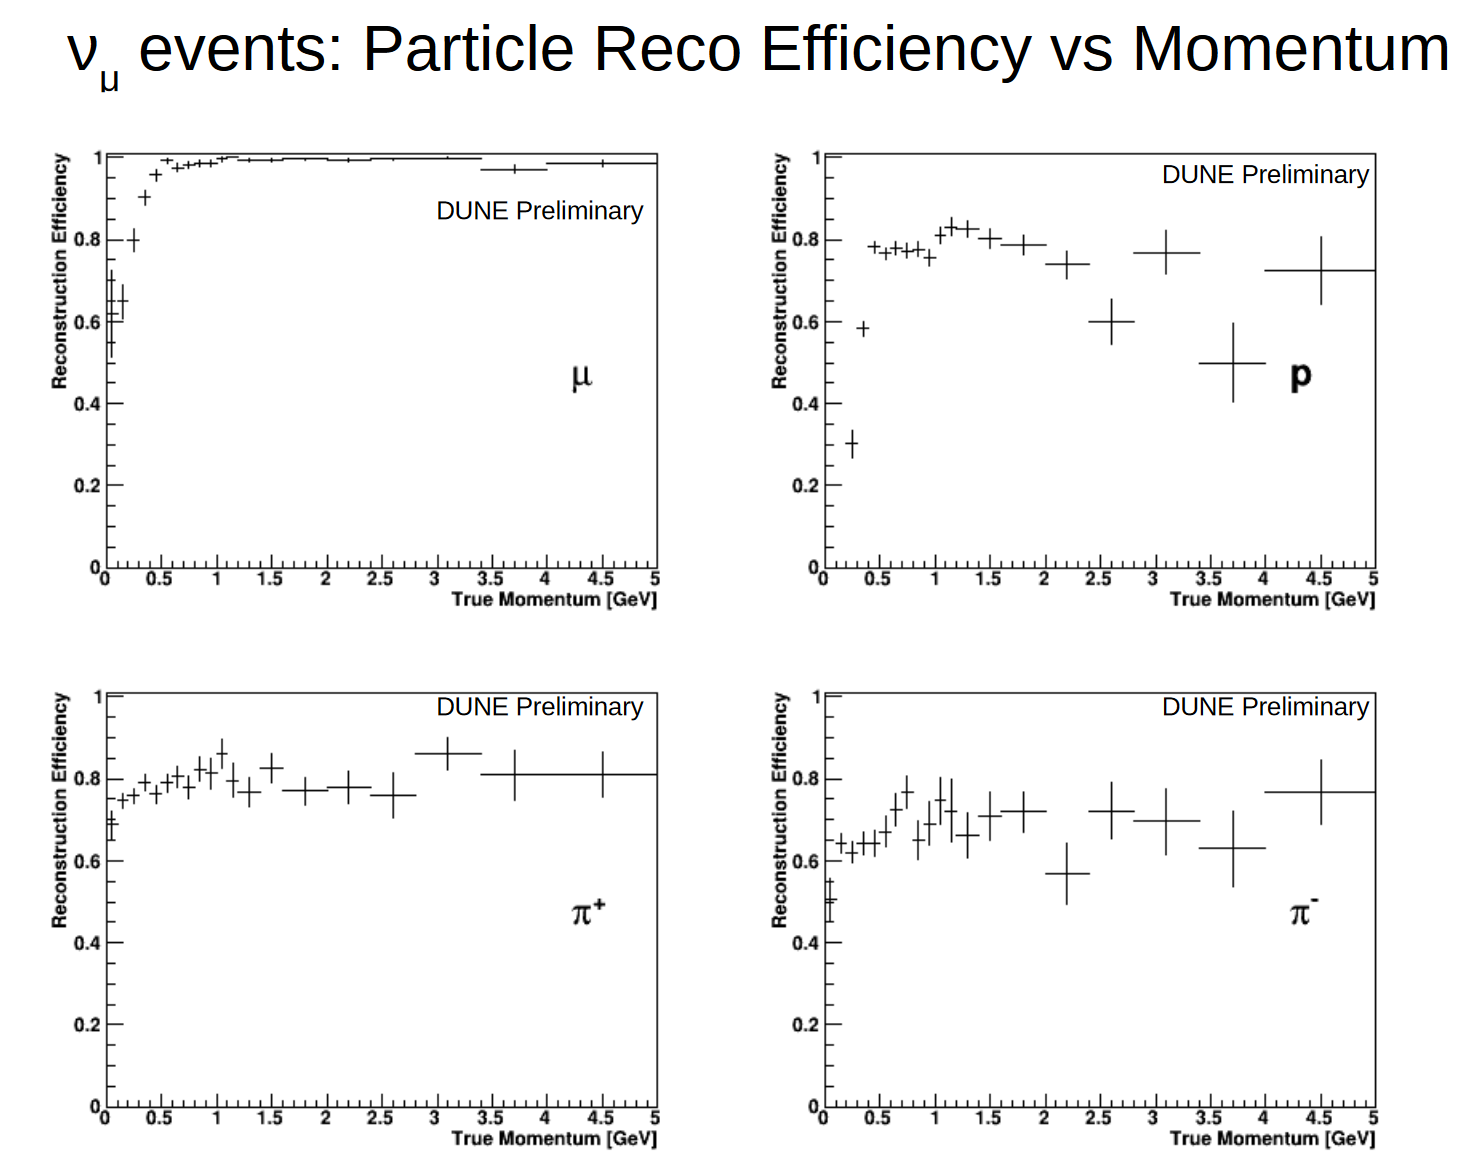 νμ events: Particle Reco Efficiency vs Momentum
Reconstruction Efficiency
1
0.8
0.6
0.4
0.2
0
DUNE Preliminary
μ
0 0.5 1 1.5 2 2.5 3 3.5 4 4.5 5
True Momentum [GeV]
Reconstruction Efficiency
1
0.8
0.6
0.4
0.2
0
DUNE Preliminary
p
0 0.5 1 1.5 2 2.5 3 3.5 4 4.5 5
True Momentum [GeV]
Reconstruction Efficiency
1
0.8
0.6
0.4
0.2
0
DUNE Preliminary
π+
0 0.5 1 1.5 2 2.5 3 3.5 4 4.5 5
True Momentum [GeV]
Reconstruction Efficiency
1
0.8
0.6
0.4
0.2
0
DUNE Preliminary
π-
0 0.5 1 1.5 2 2.5 3 3.5 4 4.5 5
True Momentum [GeV]